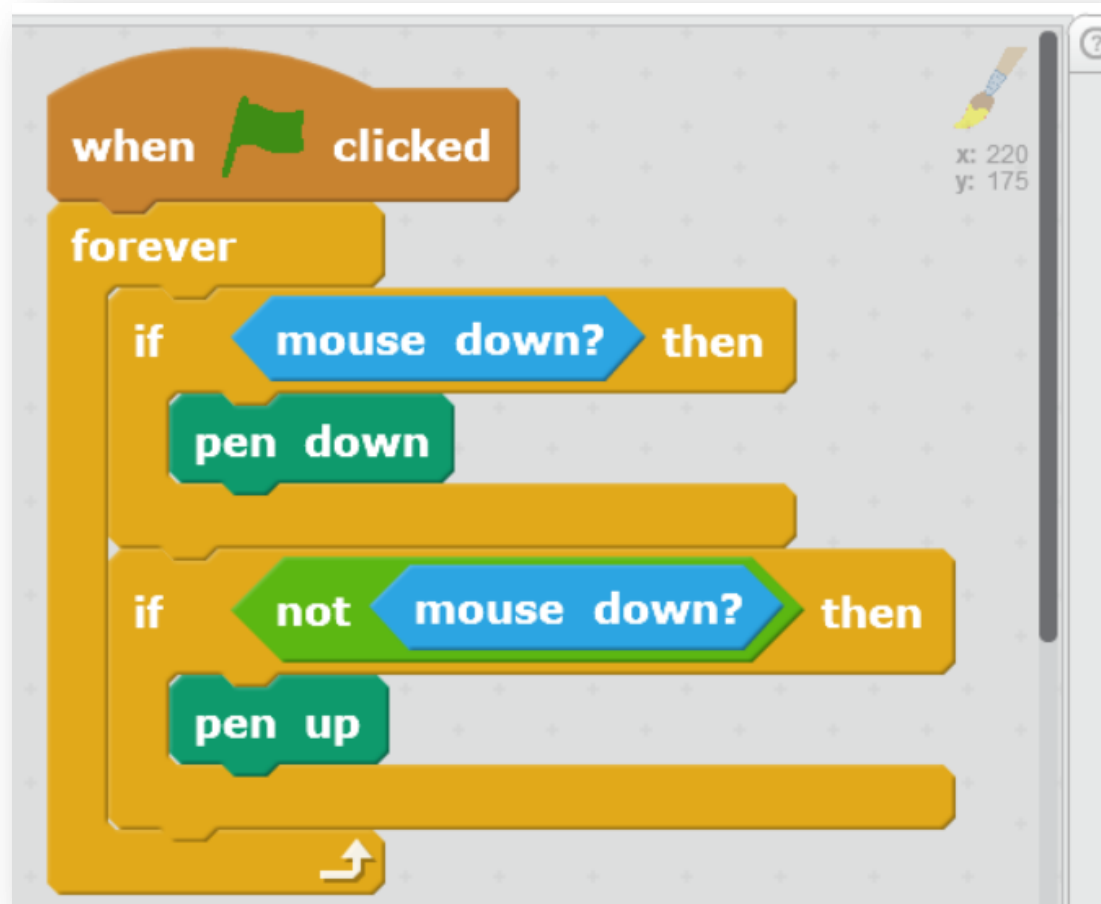 when clicked
x: 220
y: 175
forever
if mouse down? then
pen down
if not mouse down? then
pen up
?